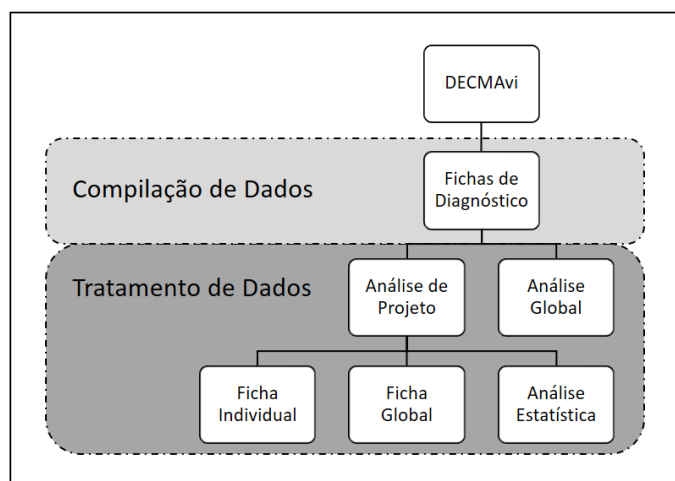 DECMAvi
Compilação de Dados
Fichas de
Diagnóstico
Tratamento de Dados
Análise de
Projeto
Análise
Global
Ficha
Individual
Ficha
Global
Análise
Estatística